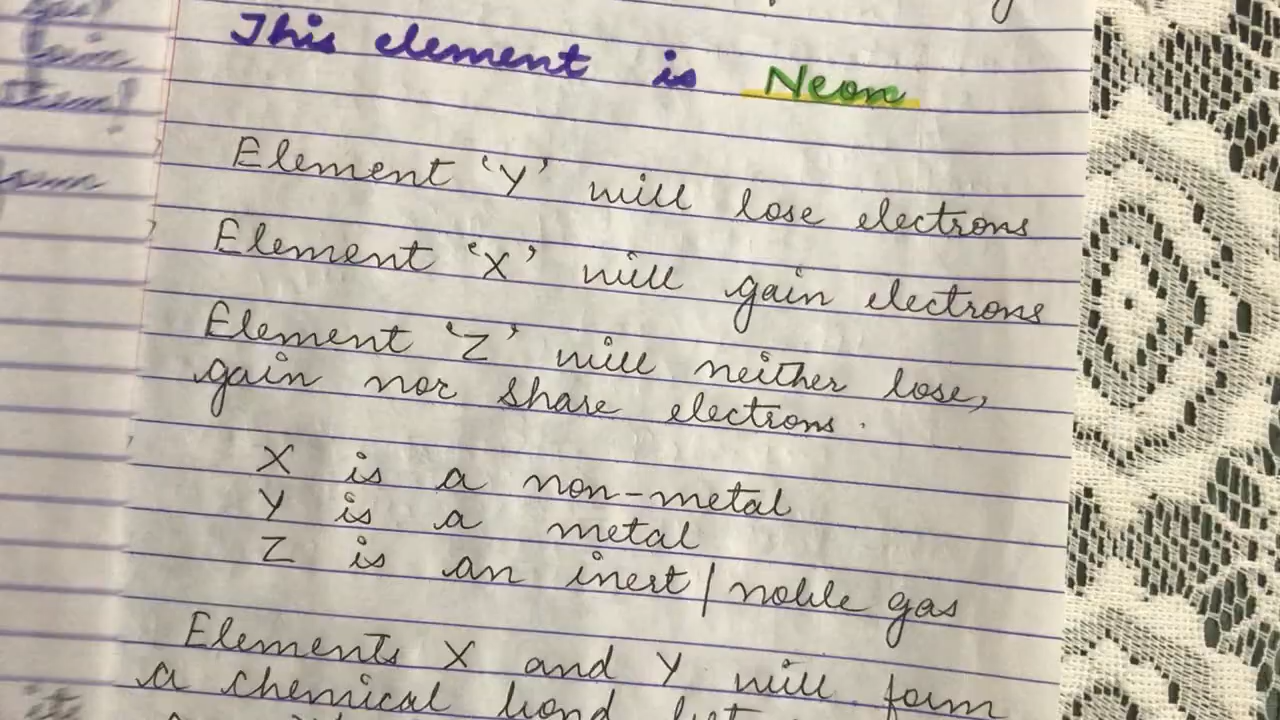 This element is Neon
Element 'Y' will lose electrons
Element 'X' will gain electrons
Element 'Z' will neither lose,
gain nor share electrons.
X is a non-metal
Y is a metal
Z is an inert/noble gas
Elements X and Y will form
a chemical bond